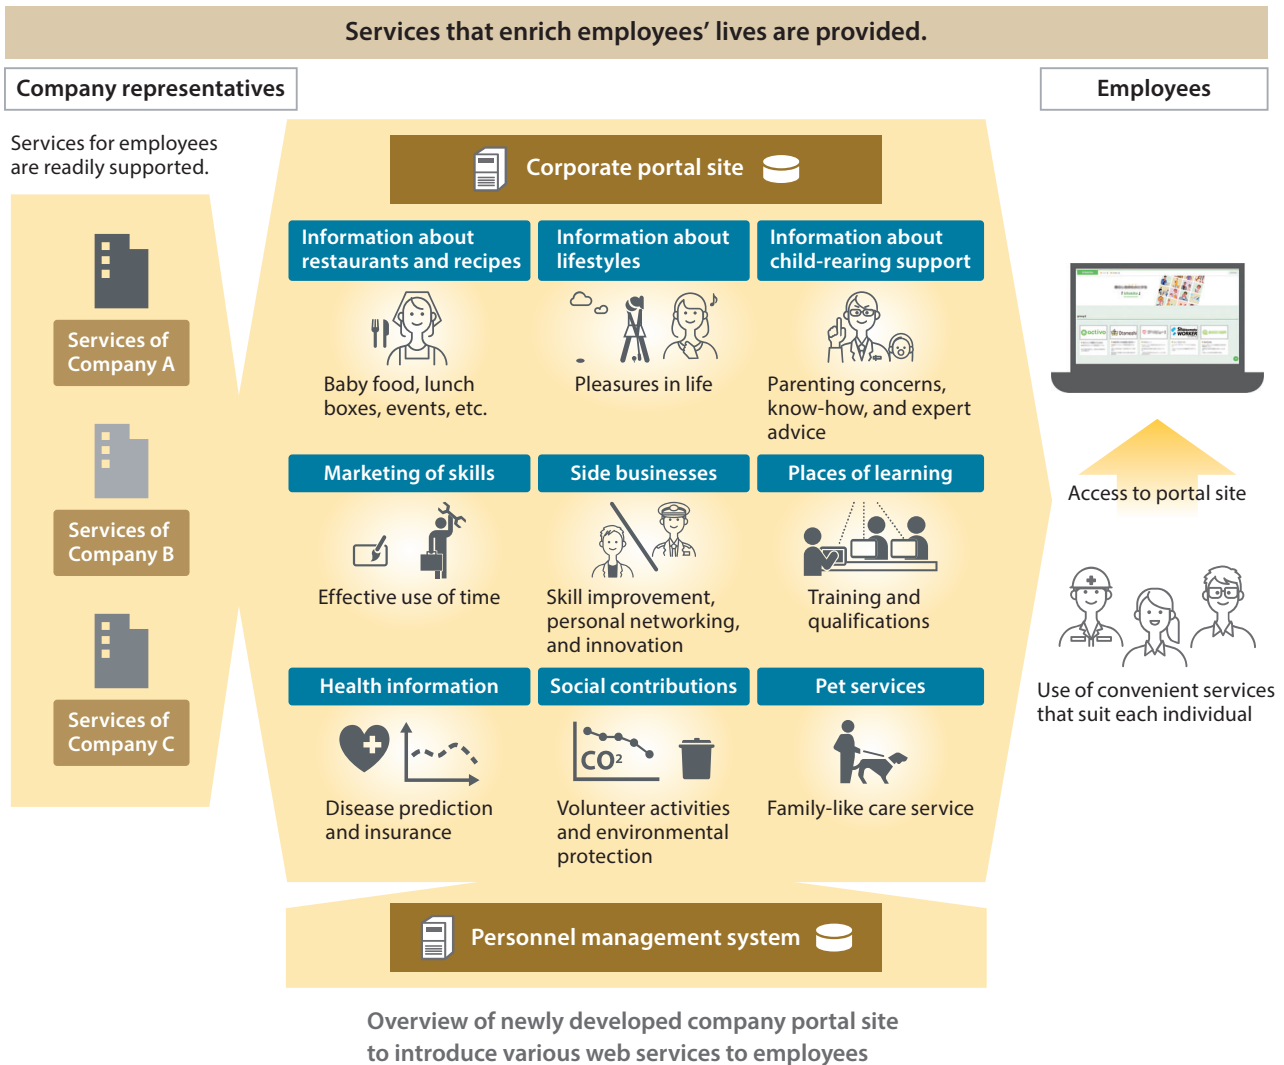 Services that enrich employees’ lives are provided.
Company representatives
Employees
Services for employees
are readily supported.
Services of
Company A
Services of
Company B
Services of
Company C
Corporate portal site
Information about
restaurants and recipes
Baby food, lunch
boxes, events, etc.
Information about
lifestyles
Pleasures in life
Information about
child-rearing support
Parenting concerns,
know-how, and expert
advice
Marketing of skills
Effective use of time
Side businesses
Skill improvement,
personal networking,
and innovation
Places of learning
Training and
qualifications
Health information
Disease prediction
and insurance
Social contributions
CO²
Volunteer activities
and environmental
protection
Pet services
Family-like care service
Personnel management system
active
WORKER
Access to portal site
Use of convenient services
that suit each individual
Overview of newly developed company portal site
to introduce various web services to employees